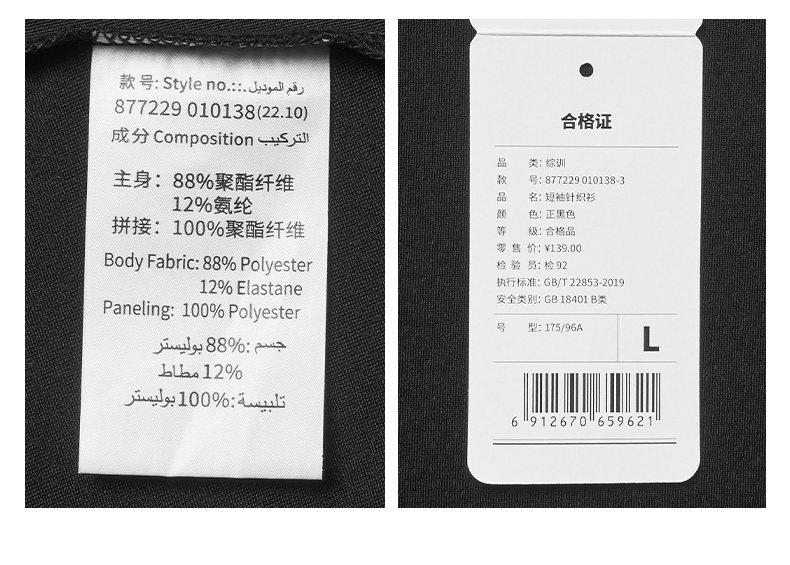 款号: Style no.::.رقم الموديل
877229 010138(22.10)
成分 Composition التركيب
主身：88%聚酯纤维
12%氨纶
拼接：100%聚酯纤维
Body Fabric: 88% Polyester
12% Elastane
Paneling: 100% Polyester
جسم :%88 بوليستر
12% مطاط
تلبيسة:%100 بوليستر
合格证
品 类: 综训
款 号: 877229 010138-3
品 名: 短袖针织衫
颜 色: 正黑色
等 级: 合格品
零 售 价: ¥139.00
检 验 员: 检 92
执行标准: GB/T 22853-2019
安全类别: GB 18401 B类
号 型: 175/96A
L
6 912670 659621